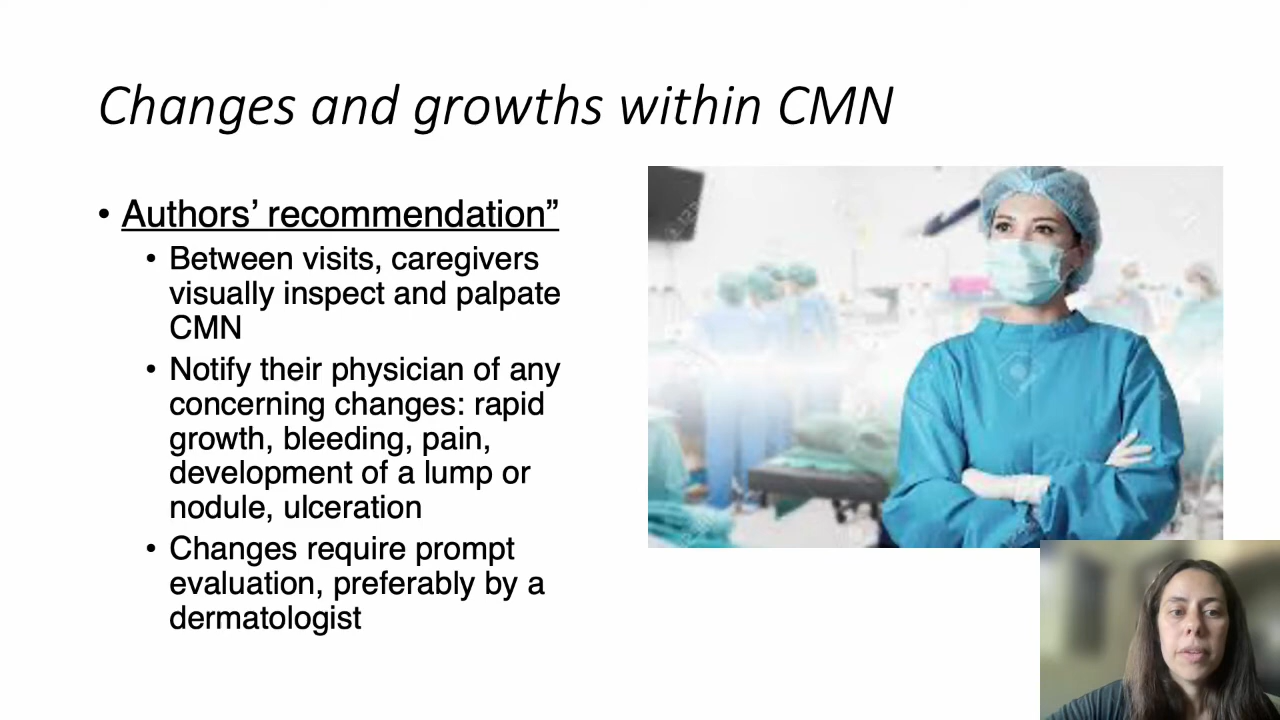 Changes and growths within CMN
• Authors’ recommendation”
• Between visits, caregivers
visually inspect and palpate
CMN
• Notify their physician of any
concerning changes: rapid
growth, bleeding, pain,
development of a lump or
nodule, ulceration
• Changes require prompt
evaluation, preferably by a
dermatologist